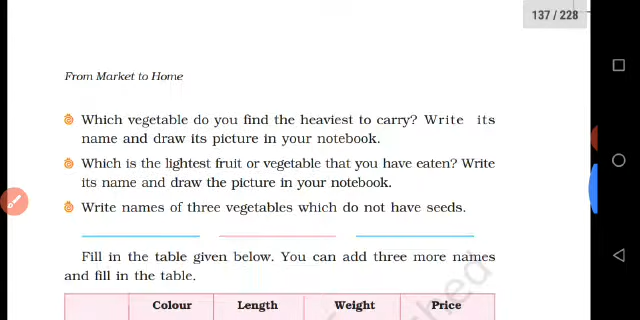 137 / 228
From Market to Home
Which vegetable do you find the heaviest to carry? Write its
name and draw its picture in your notebook.
Which is the lightest fruit or vegetable that you have eaten? Write
its name and draw the picture in your notebook.
Write names of three vegetables which do not have seeds.
Fill in the table given below. You can add three more names
and fill in the table.
Colour Length Weight Price